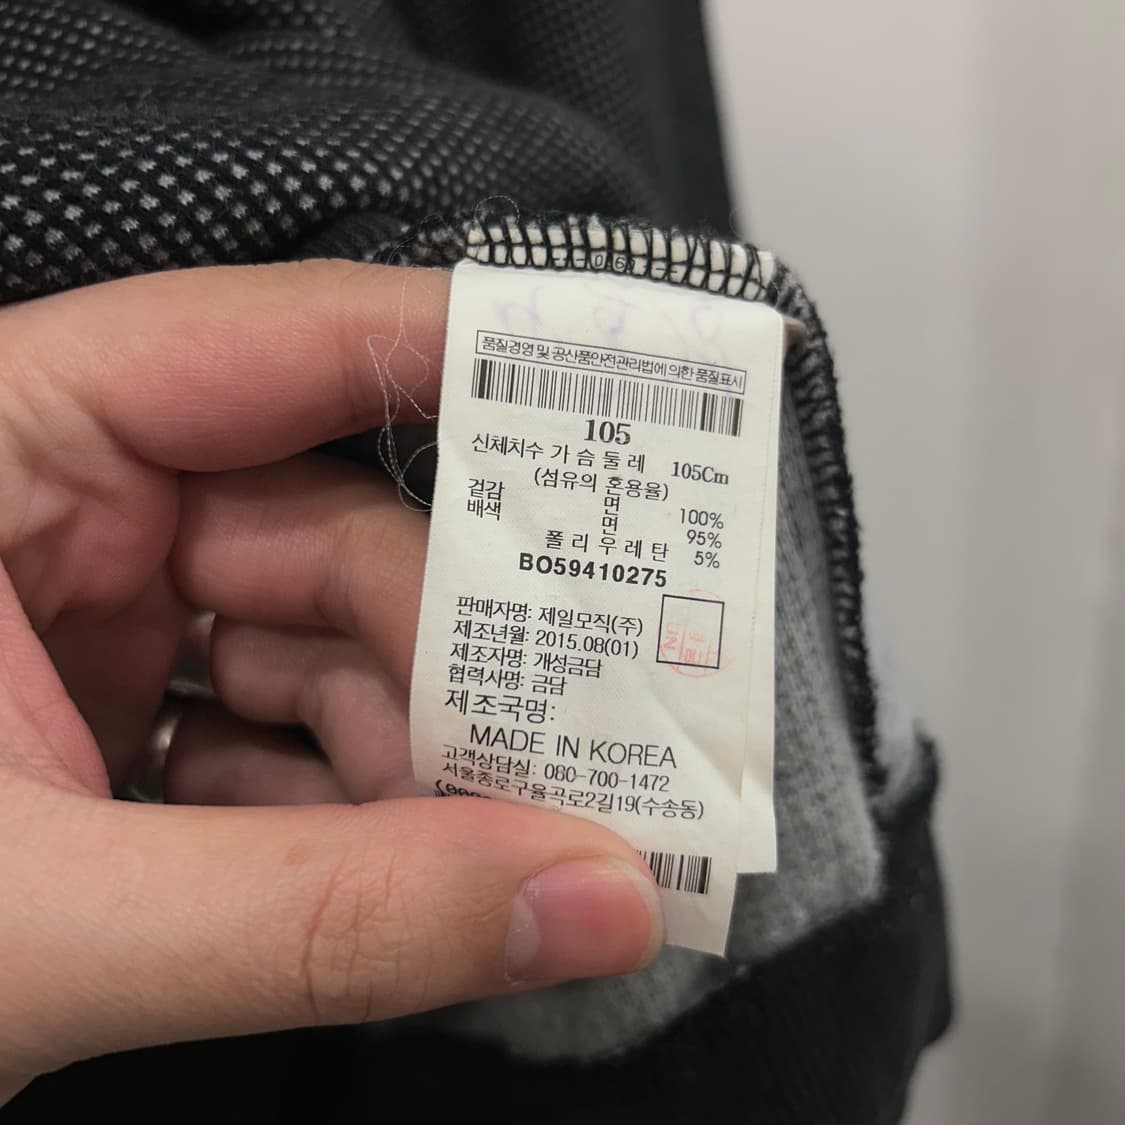 품질경영 및 공산품안전관리법에 의한 품질표시
105
신체치수 가슴둘레 105Cm
(섬유의 혼용율)
겉감 면 100%
배색 면 95%
폴리우레탄 5%
BO59410275
판매자명: 제일모직(주)
제조년월: 2015.08(01)
제조자명: 개성금담
협력사명: 금담
제조국명:
MADE IN KOREA
고객상담실: 080-700-1472
서울종로구율곡로2길19(수송동)